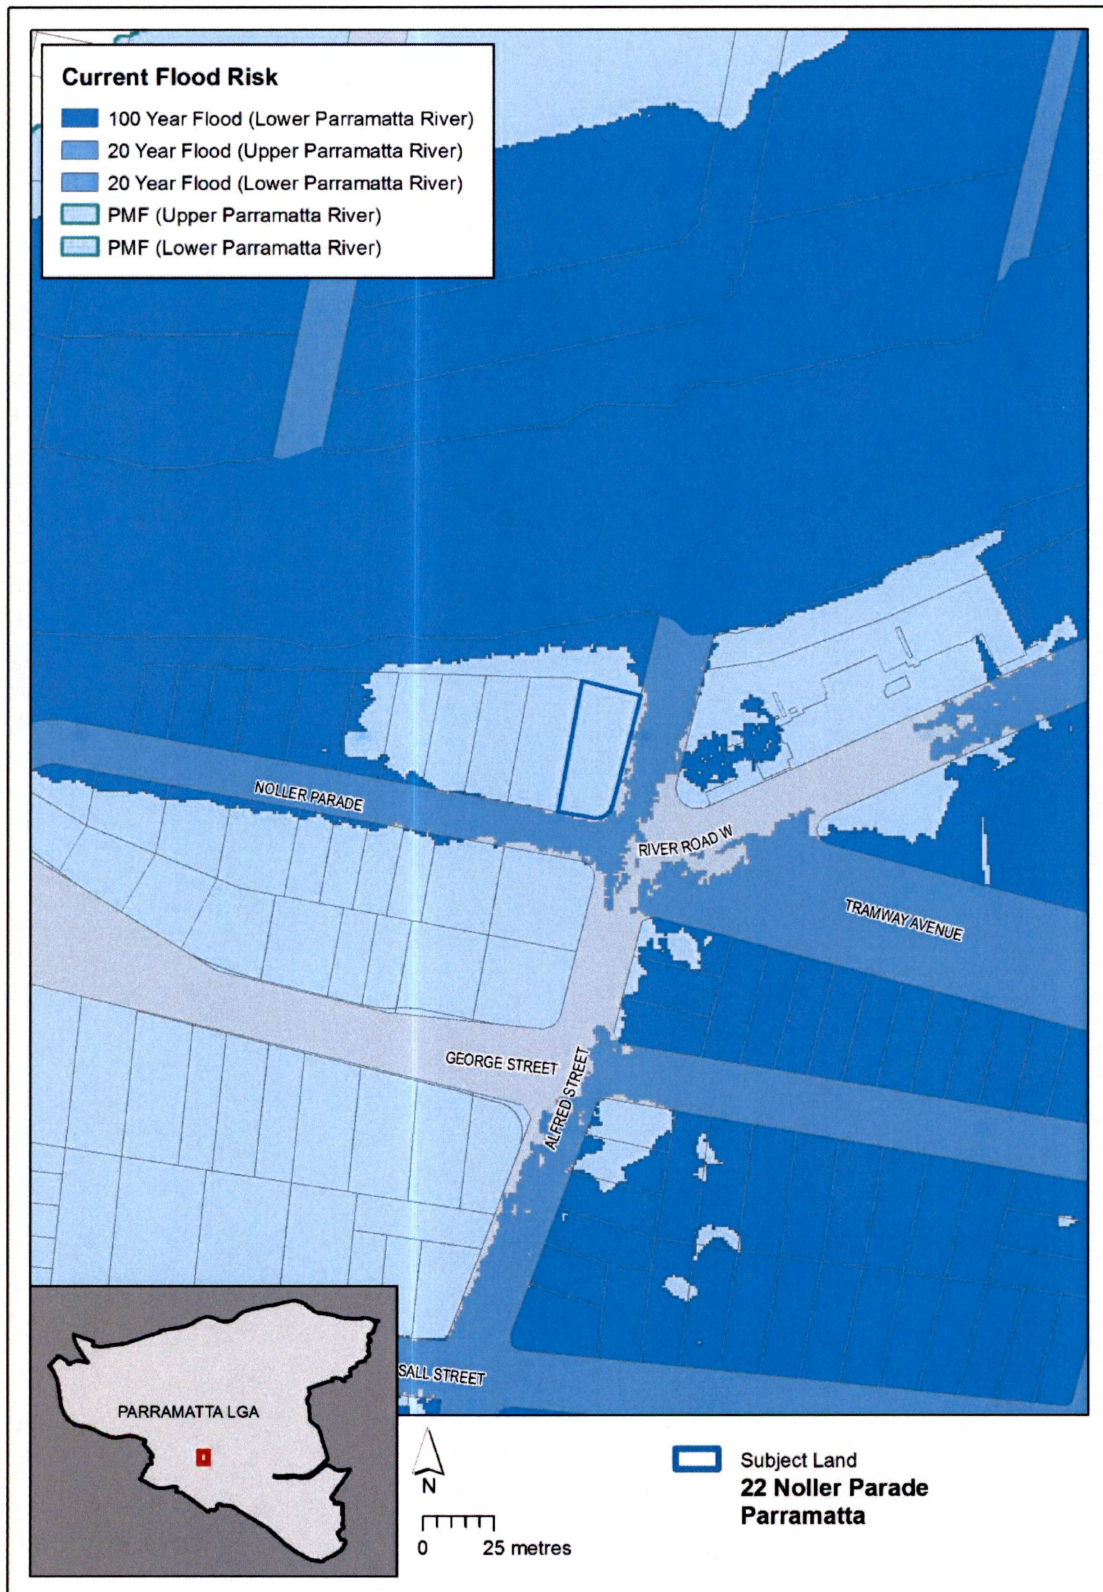 Current Flood Risk
100 Year Flood (Lower Parramatta River)
20 Year Flood (Upper Parramatta River)
20 Year Flood (Lower Parramatta River)
PMF (Upper Parramatta River)
PMF (Lower Parramatta River)
NOLLER PARADE
RIVER ROAD W
TRAMWAY AVENUE
GEORGE STREET
ALFRED STREET
SALL STREET
PARRAMATTA LGA
N
0 25 metres
Subject Land
22 Noller Parade
Parramatta